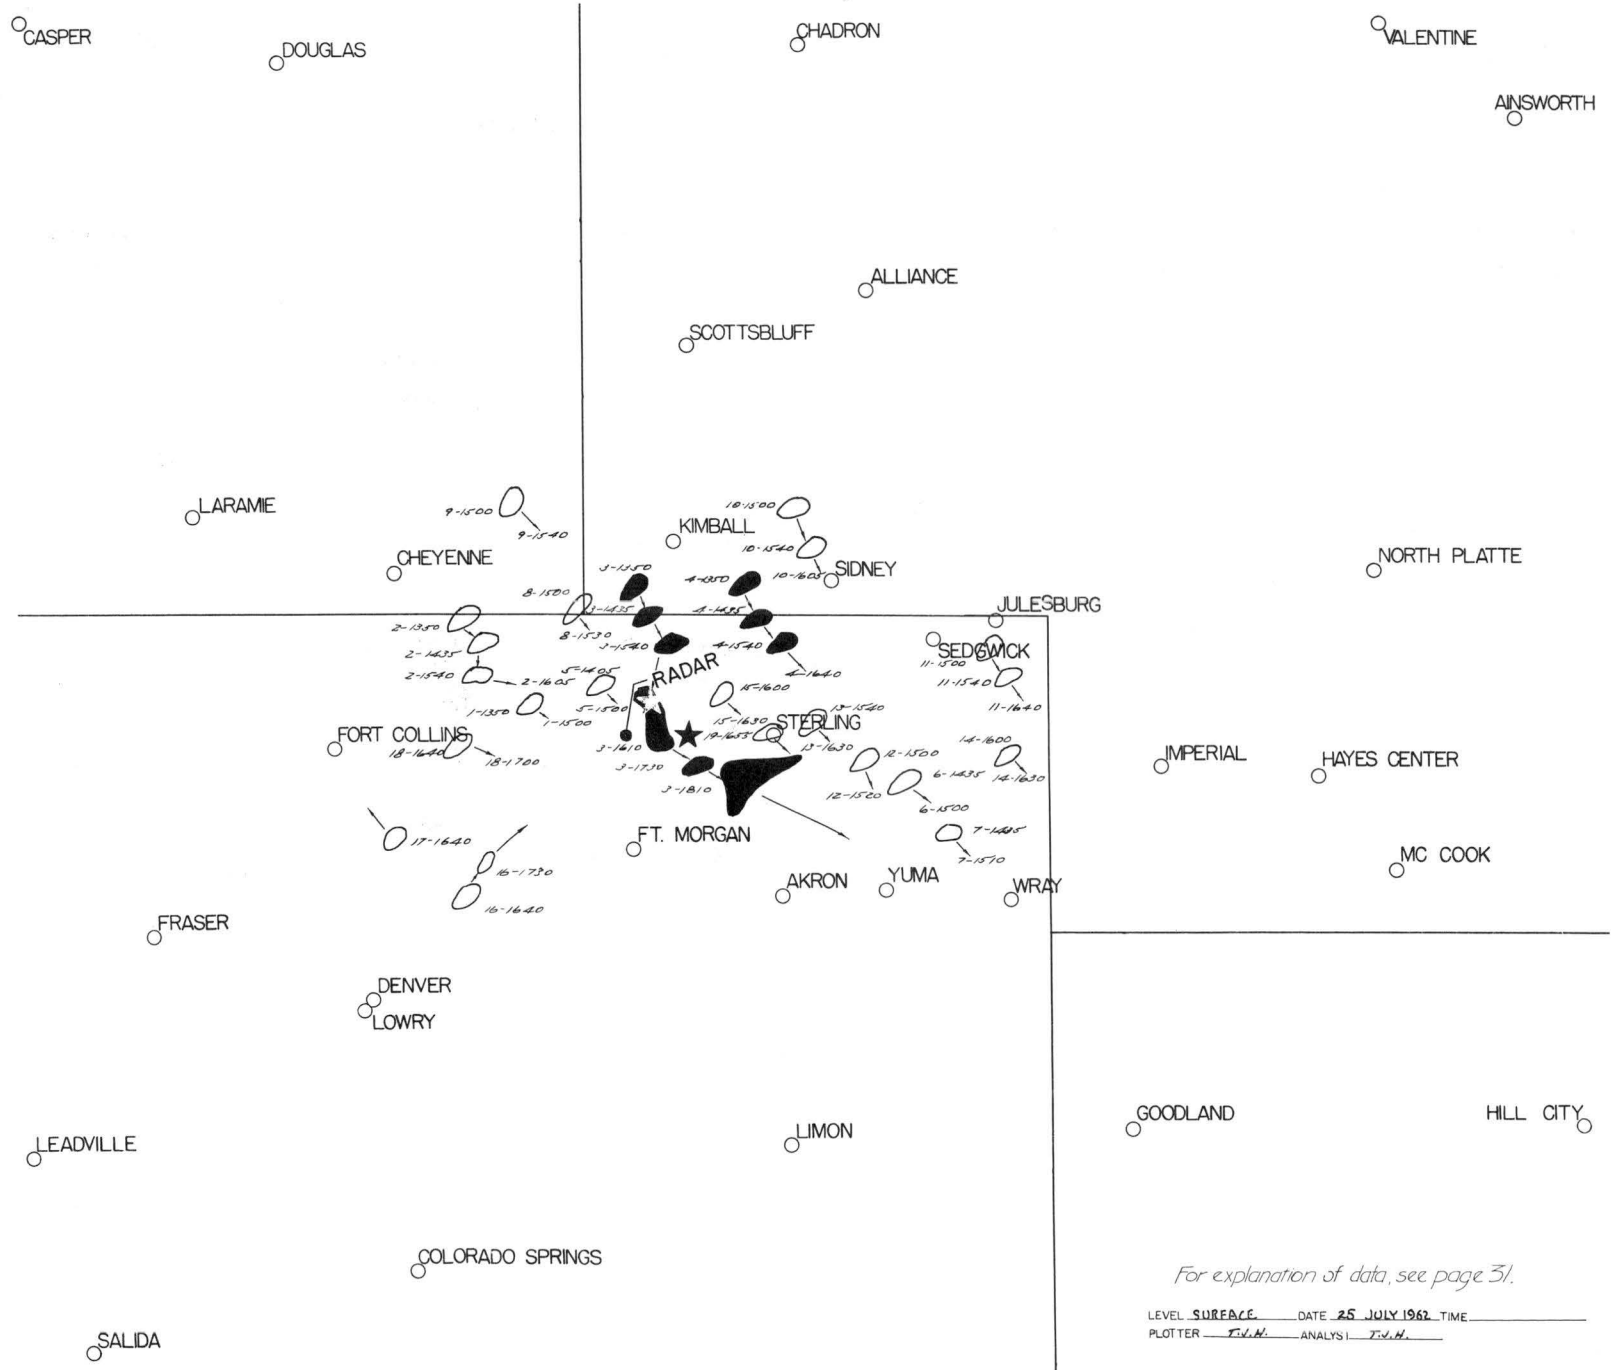 CASPER
DOUGLAS
CHADRON
VALENTINE
AINSWORTH
ALLIANCE
SCOTTSBLUFF
LARAMIE
9-1500
9-1540
10-1500
KIMBALL
10-1540
CHEYENNE
NORTH PLATTE
3-1350
4-1350
10-1605
SIDNEY
8-1500
3-1435
4-1435
JULESBURG
2-1350
8-1530
3-1540
4-1540
SEDGWICK
2-1435
11-1500
RADAR
5-1405
4-1640
2-1540
2-1605
15-1600
11-1540
1-1350
1-1500
5-1500
15-1630
13-1540
11-1640
FORT COLLINS
STERLING
19-1655
18-1640
18-1700
3-1610
13-1630
12-1500
14-1600
IMPERIAL
HAYES CENTER
3-1730
6-1435
14-1630
3-1810
12-1520
6-1500
17-1640
FT. MORGAN
7-1435
7-1510
MC COOK
16-1730
AKRON
YUMA
WRAY
16-1640
FRASER
DENVER
LOWRY
GOODLAND
HILL CITY
LEADVILLE
LIMON
COLORADO SPRINGS
For explanation of data, see page 31.
LEVEL SURFACE DATE 25 JULY 1962 TIME
PLOTTER T.J.H. ANALYST T.J.H.
SALIDA